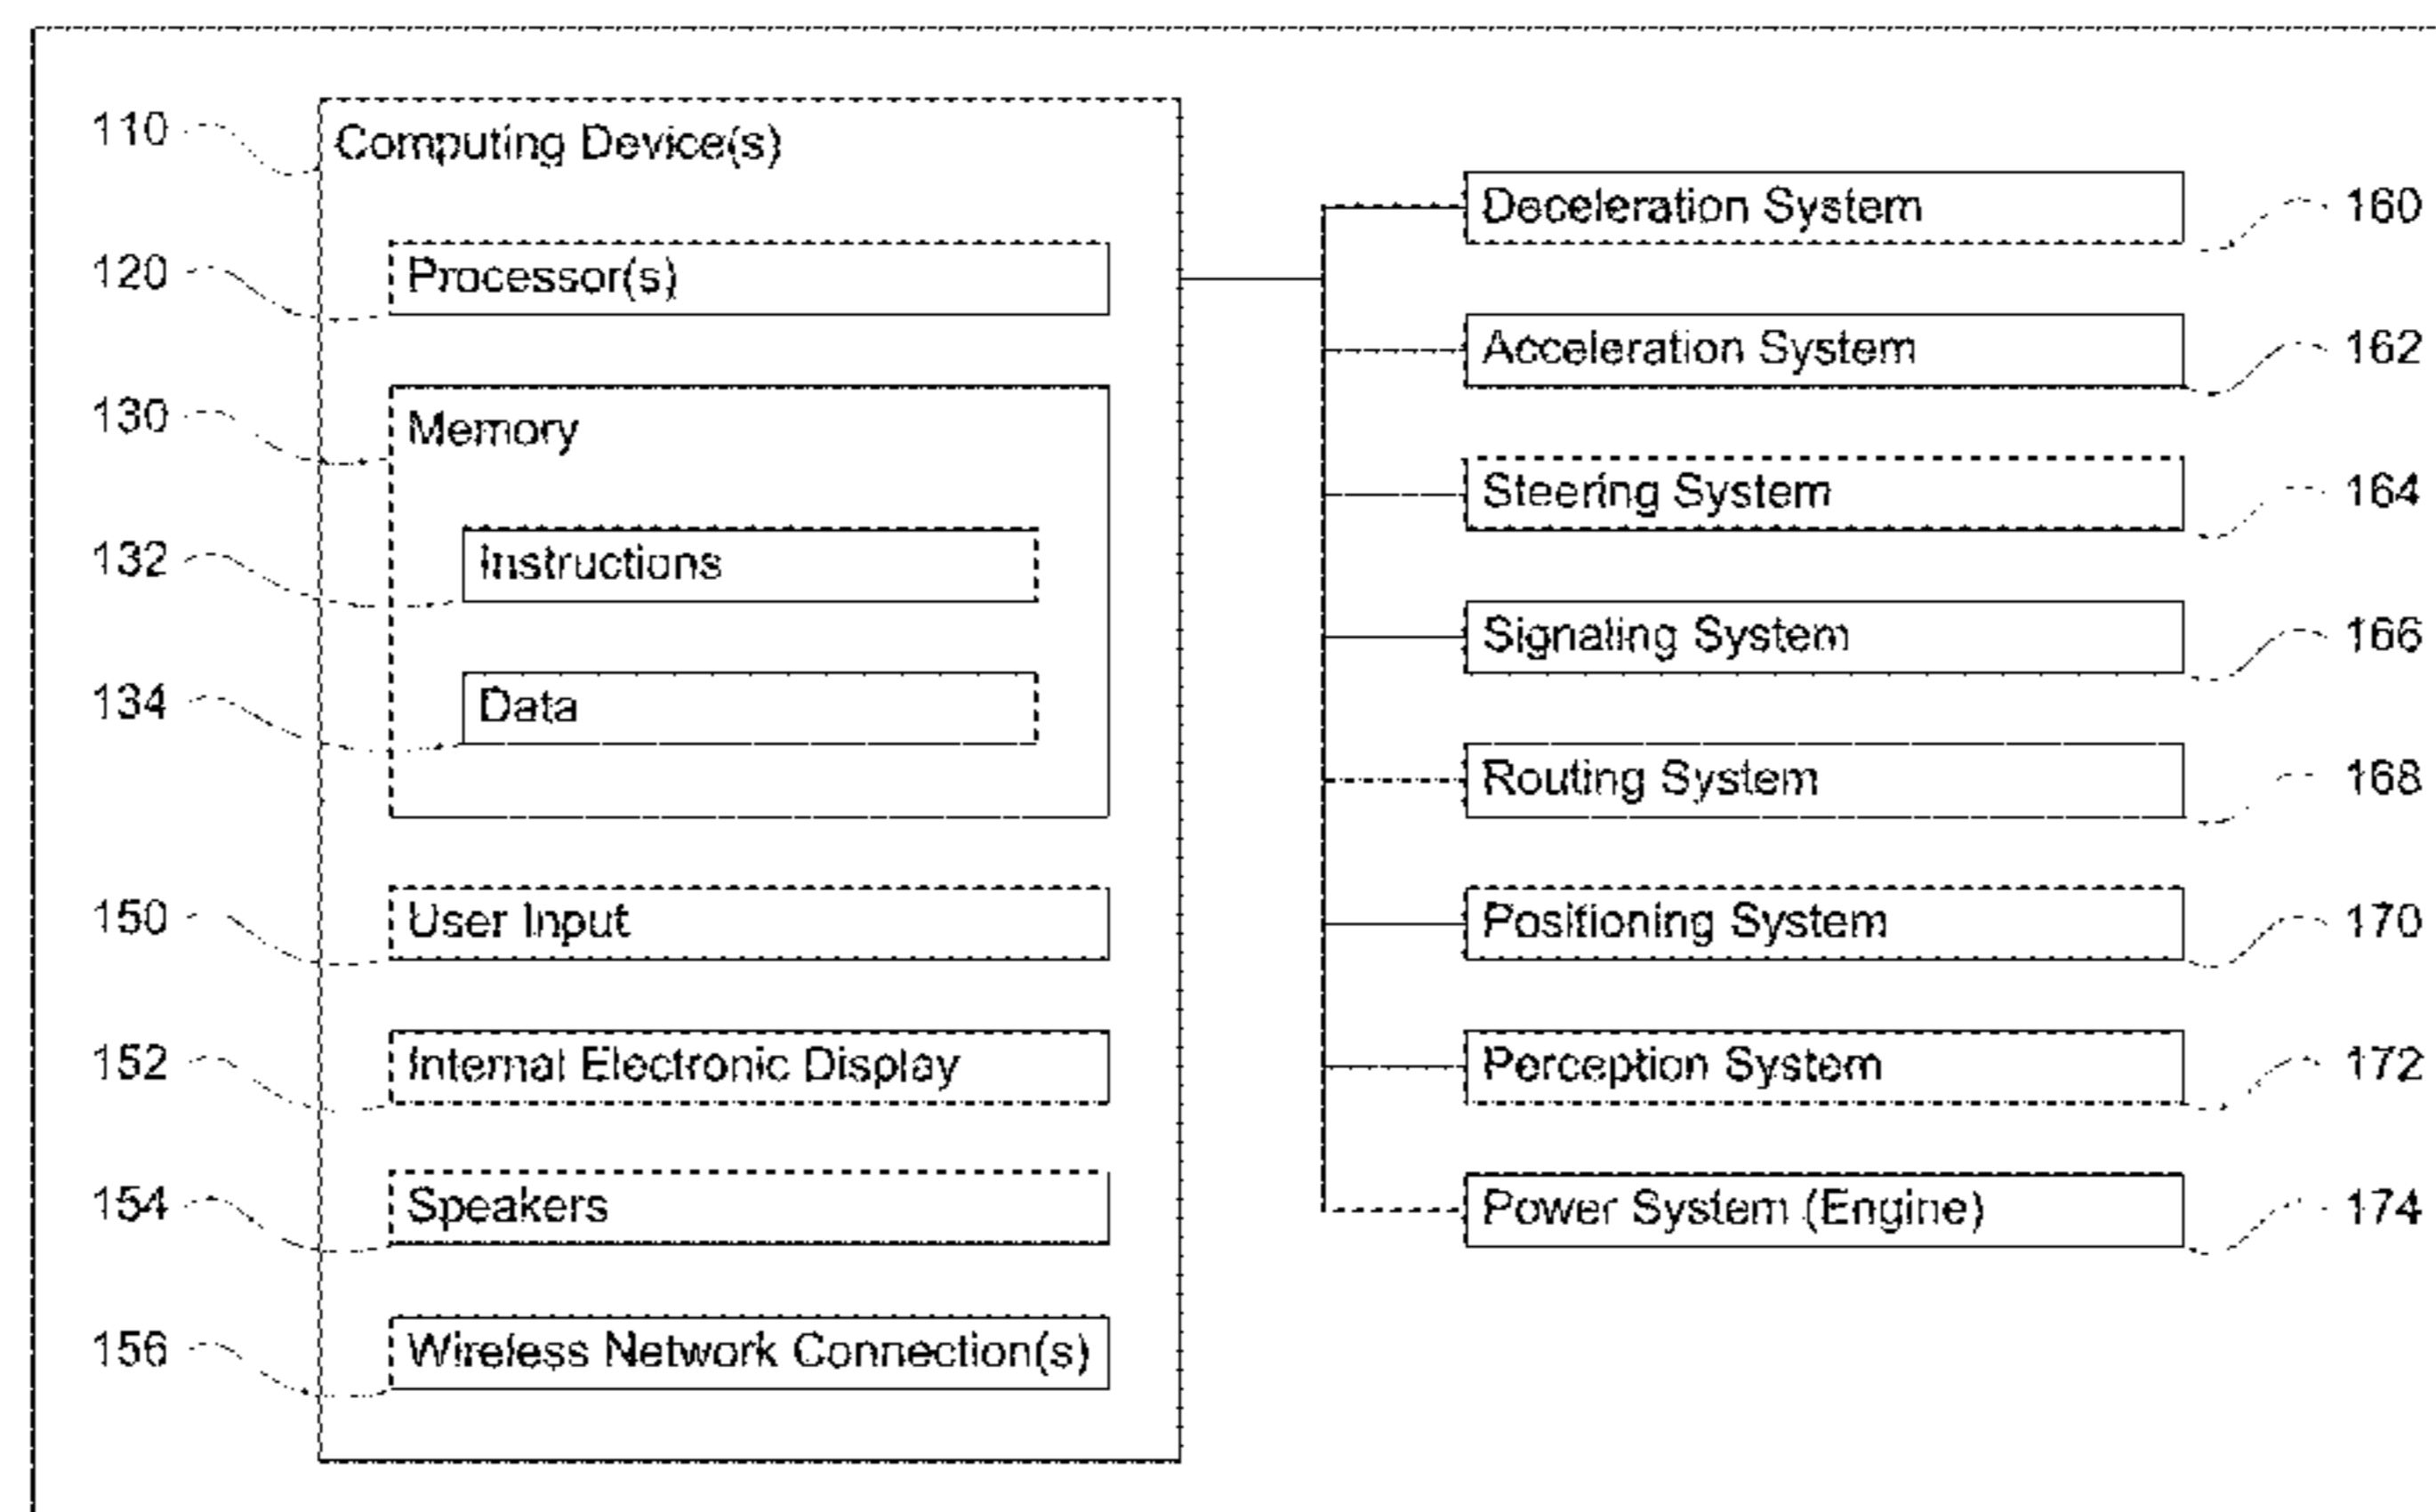 110 Computing Device(s)
120 Processor(s)
130 Memory
132 Instructions
134 Data
150 User Input
152 Internal Electronic Display
154 Speakers
156 Wireless Network Connection(s)
Deceleration System 160
Acceleration System 162
Steering System 164
Signaling System 166
Routing System 168
Positioning System 170
Perception System 172
Power System (Engine) 174